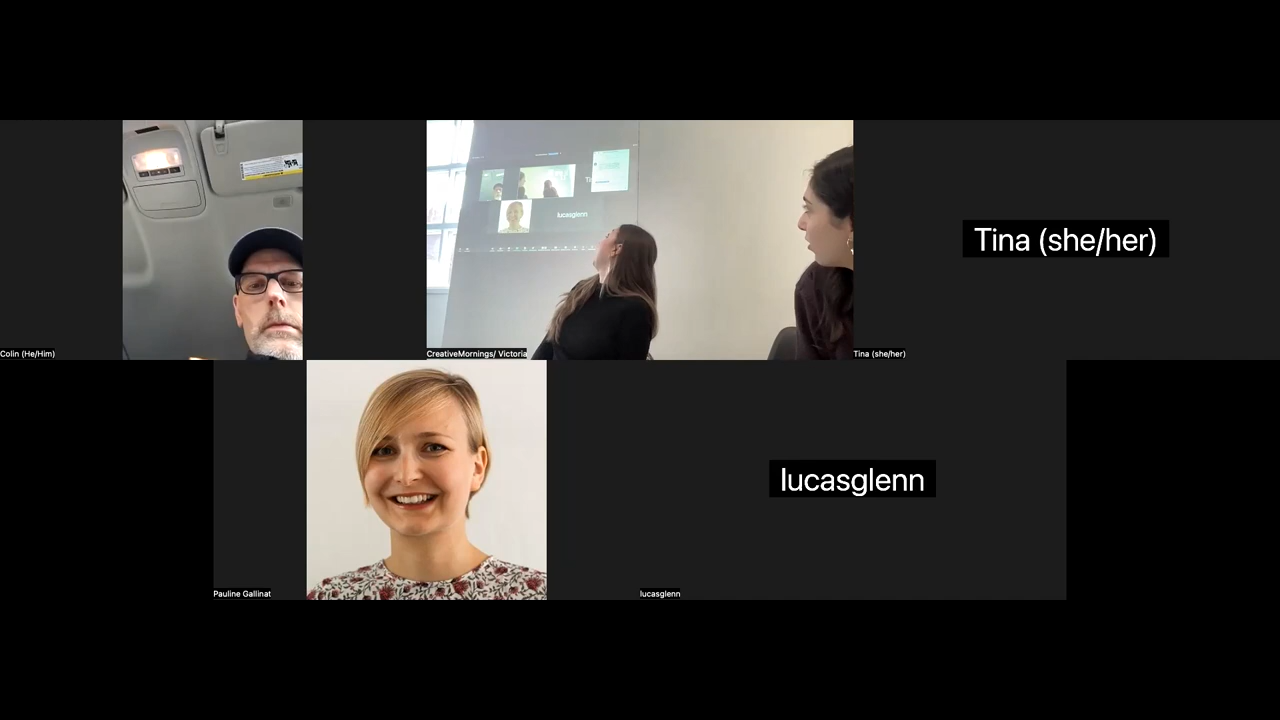 Tina (she/her)
Colin (He/Him)
CreativeMornings/ Victoria
Tina (she/her)
lucasglenn
lucasglenn
Pauline Gallinat
lucasglenn